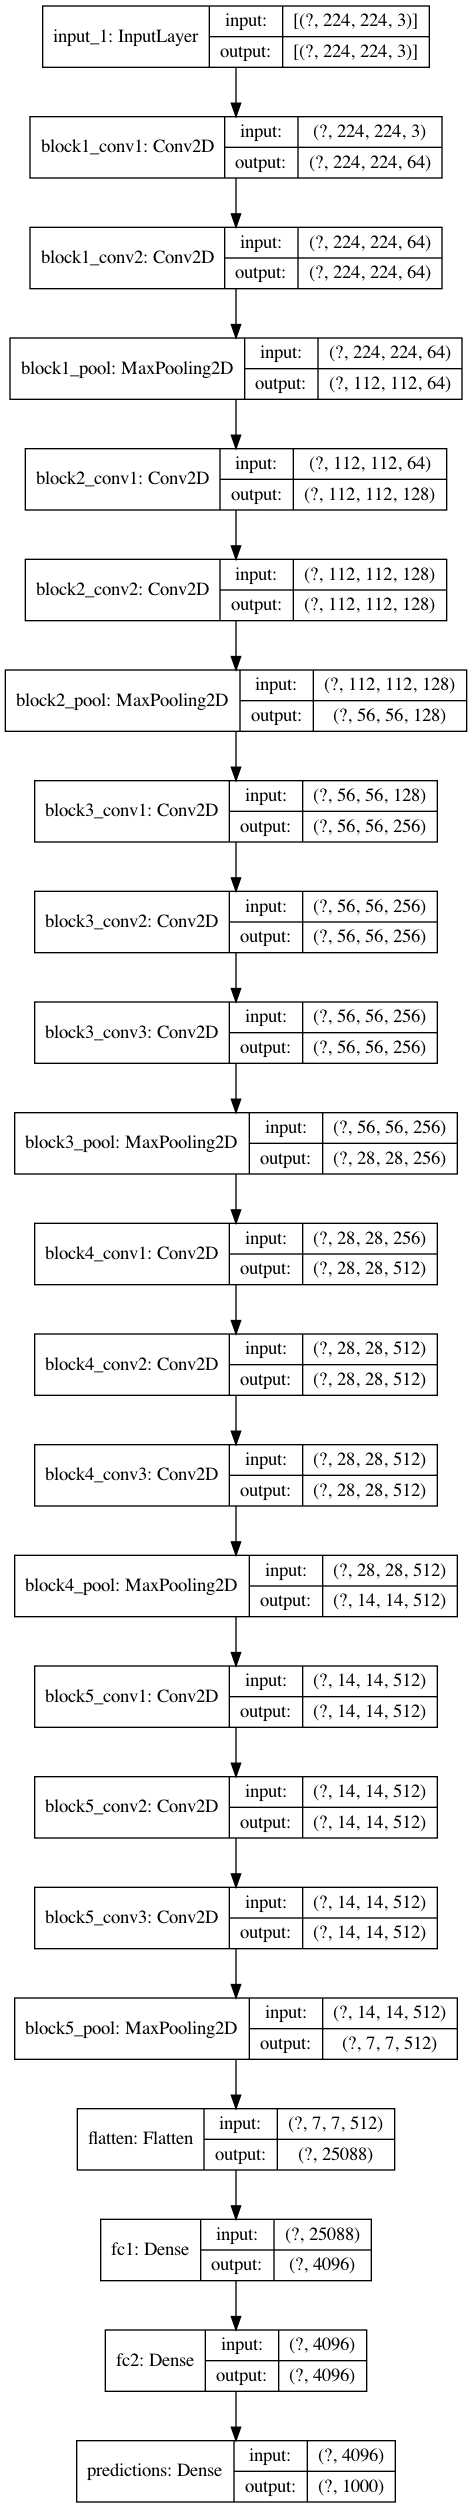 input_1: InputLayer
input: [(?, 224, 224, 3)]
output: [(?, 224, 224, 3)]
block1_conv1: Conv2D
input: (?, 224, 224, 3)
output: (?, 224, 224, 64)
block1_conv2: Conv2D
input: (?, 224, 224, 64)
output: (?, 224, 224, 64)
block1_pool: MaxPooling2D
input: (?, 224, 224, 64)
output: (?, 112, 112, 64)
block2_conv1: Conv2D
input: (?, 112, 112, 64)
output: (?, 112, 112, 128)
block2_conv2: Conv2D
input: (?, 112, 112, 128)
output: (?, 112, 112, 128)
block2_pool: MaxPooling2D
input: (?, 112, 112, 128)
output: (?, 56, 56, 128)
block3_conv1: Conv2D
input: (?, 56, 56, 128)
output: (?, 56, 56, 256)
block3_conv2: Conv2D
input: (?, 56, 56, 256)
output: (?, 56, 56, 256)
block3_conv3: Conv2D
input: (?, 56, 56, 256)
output: (?, 56, 56, 256)
block3_pool: MaxPooling2D
input: (?, 56, 56, 256)
output: (?, 28, 28, 256)
block4_conv1: Conv2D
input: (?, 28, 28, 256)
output: (?, 28, 28, 512)
block4_conv2: Conv2D
input: (?, 28, 28, 512)
output: (?, 28, 28, 512)
block4_conv3: Conv2D
input: (?, 28, 28, 512)
output: (?, 28, 28, 512)
block4_pool: MaxPooling2D
input: (?, 28, 28, 512)
output: (?, 14, 14, 512)
block5_conv1: Conv2D
input: (?, 14, 14, 512)
output: (?, 14, 14, 512)
block5_conv2: Conv2D
input: (?, 14, 14, 512)
output: (?, 14, 14, 512)
block5_conv3: Conv2D
input: (?, 14, 14, 512)
output: (?, 14, 14, 512)
block5_pool: MaxPooling2D
input: (?, 14, 14, 512)
output: (?, 7, 7, 512)
flatten: Flatten
input: (?, 7, 7, 512)
output: (?, 25088)
fc1: Dense
input: (?, 25088)
output: (?, 4096)
fc2: Dense
input: (?, 4096)
output: (?, 4096)
predictions: Dense
input: (?, 4096)
output: (?, 1000)